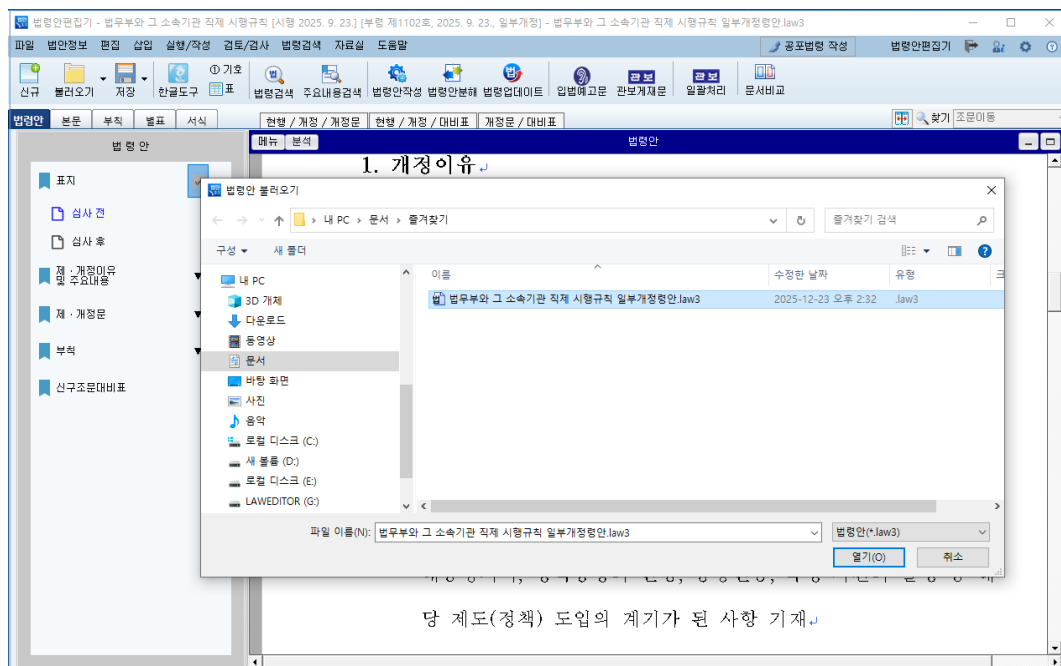 법령안편집기 - 법무부와 그 소속기관 직제 시행규칙 [시행 2025. 9. 23.] [부령 제1102호, 2025. 9. 23., 일부개정] - 법무부와 그 소속기관 직제 시행규칙 일부개정령안.law3
파일 법안정보 편집 삽입 실행/작성 검토/검사 법령검색 자료실 도움말 공포법령 작성 법령안편집기
① 기호
표
신규 불러오기 저장 한글도구 법령검색 주요내용검색 법령안작성 법령안분해 법령업데이트 입법예고문 관보게재문 일괄처리 문서비교
법
관보 관보
법령안 본문 부칙 별표 서식 현행 / 개정 / 개정문 현행 / 개정 / 대비표 개정문 / 대비표 찾기 조문이동
법령안
메뉴 분석 법령안
1. 개정이유
표지
심사 전
심사 후
제ㆍ개정이유
및 주요내용
제ㆍ개정문
부칙
신구조문대비표
법령안 불러오기
내 PC › 문서 › 즐겨찾기
즐겨찾기 검색
구성 새 폴더
이름 수정한 날짜 유형 크
법무부와 그 소속기관 직제 시행규칙 일부개정령안.law3 2025-12-23 오후 2:32 .law3
내 PC
3D 개체
다운로드
동영상
문서
바탕 화면
사진
음악
로컬 디스크 (C:)
새 볼륨 (D:)
로컬 디스크 (E:)
LAWEDITOR (G:)
파일 이름(N): 법무부와 그 소속기관 직제 시행규칙 일부개정령안.law3 법령안(*.law3)
열기(O) 취소
당 제도(정책) 도입의 계기가 된 사항 기재